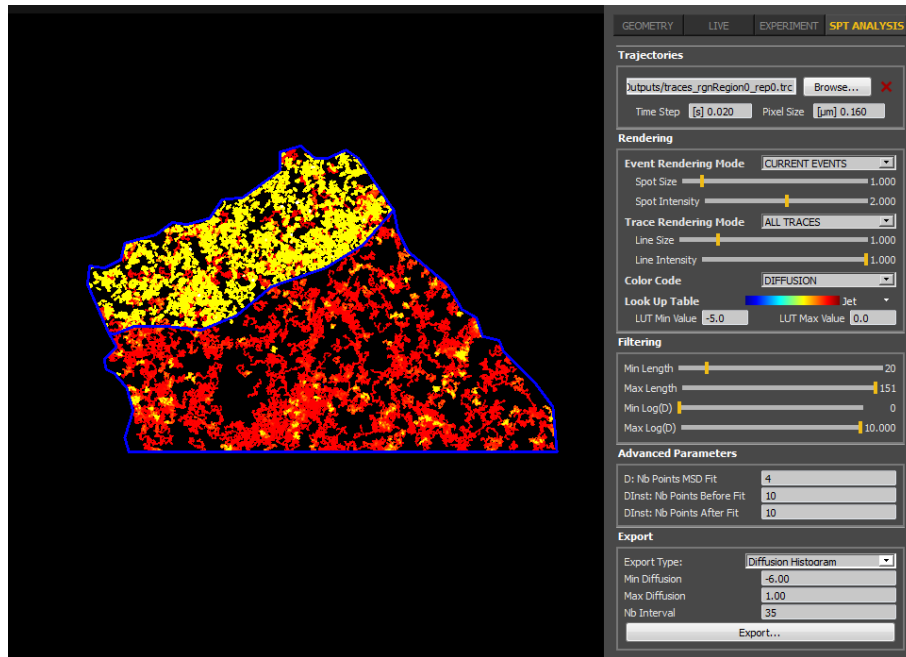 GEOMETRY LIVE EXPERIMENT SPT ANALYSIS
Trajectories
Outputs/traces_rgnRegion0_rep0.trc Browse...
Time Step [s] 0.020 Pixel Size [µm] 0.160
Rendering
Event Rendering Mode CURRENT EVENTS
Spot Size 1.000
Spot Intensity 2.000
Trace Rendering Mode ALL TRACES
Line Size 1.000
Line Intensity 1.000
Color Code DIFFUSION
Look Up Table Jet
LUT Min Value -5.0 LUT Max Value 0.0
Filtering
Min Length 20
Max Length 151
Min Log(D) 0
Max Log(D) 10.000
Advanced Parameters
D: Nb Points MSD Fit 4
DInst: Nb Points Before Fit 10
DInst: Nb Points After Fit 10
Export
Export Type: Diffusion Histogram
Min Diffusion -6.00
Max Diffusion 1.00
Nb Interval 35
Export...